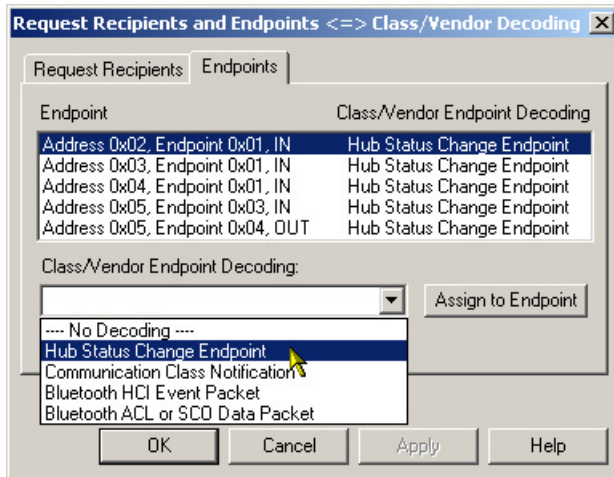 Request Recipients and Endpoints <=> Class/Vendor Decoding
Request Recipients Endpoints
Endpoint Class/Vendor Endpoint Decoding
Address 0x02, Endpoint 0x01, IN Hub Status Change Endpoint
Address 0x03, Endpoint 0x01, IN Hub Status Change Endpoint
Address 0x04, Endpoint 0x01, IN Hub Status Change Endpoint
Address 0x05, Endpoint 0x03, IN Hub Status Change Endpoint
Address 0x05, Endpoint 0x04, OUT Hub Status Change Endpoint
Class/Vendor Endpoint Decoding:
Assign to Endpoint
---- No Decoding ----
Hub Status Change Endpoint
Communication Class Notification
Bluetooth HCI Event Packet
Bluetooth ACL or SCO Data Packet
OK Cancel Apply Help